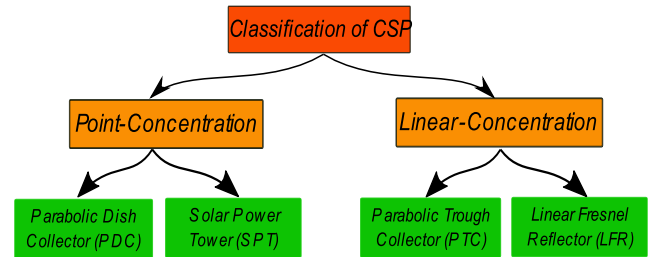 Classification of CSP
Point-Concentration
Linear-Concentration
Parabolic Dish
Collector (PDC)
Solar Power
Tower (SPT)
Parabolic Trough
Collector (PTC)
Linear Fresnel
Reflector (LFR)